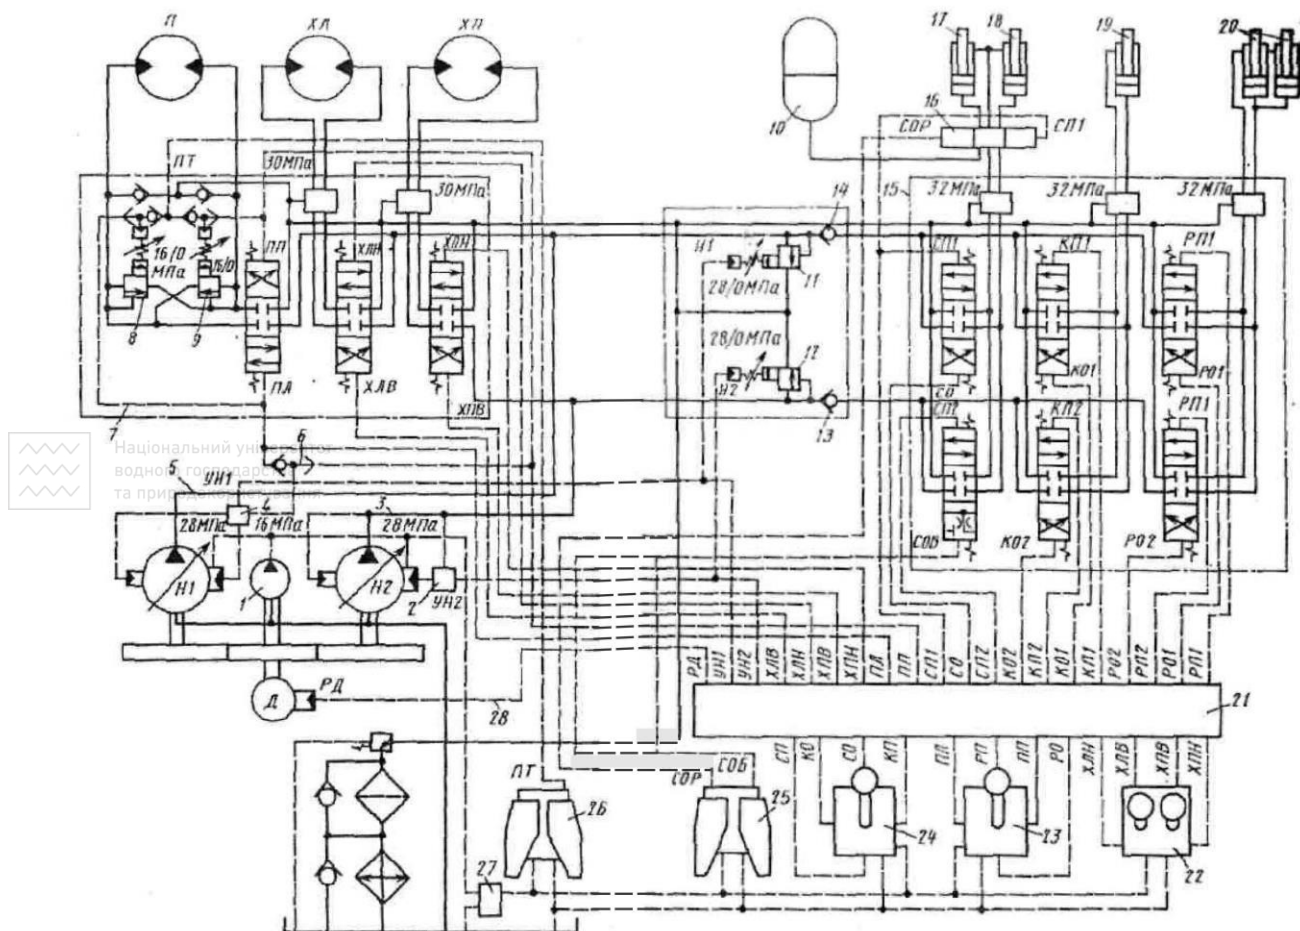 П ХЛ ХП 17 18 19 20
10 16 СОР СП1
ПТ 30МПа 30МПа 15 32МПа 32МПа 32МПа
14
16/0 МПа 16/0 ПП ХЛН ХПН Н1 11 СП1 КП1 РП1
28/0МПа
8 9 28/0МПа
12
ПЛ ХЛВ Н2 КО1 РО1
ХПВ СО
СП2 КП2 РП1
7 13
Національний університет
водного господарства
та природокористування
6
5 УН1
4 3
28МПа 16МПа 28МПа СОВ КО2 РО2
Н1 1 Н2 2 УН2
РД УН1 УН2 ХЛВ ХЛН ХПВ ХПН ПЛ ПП СП1 СО СП2 КО2 КП2 КО1 КП1 РО2 РП2 РО1 РП1
Д РД 28 21
ПТ СОР СОБ СП КО СО КП ПЛ РП ПП РО ХЛН ХЛВ ХПВ ХПН
26 25 24 23 22
27